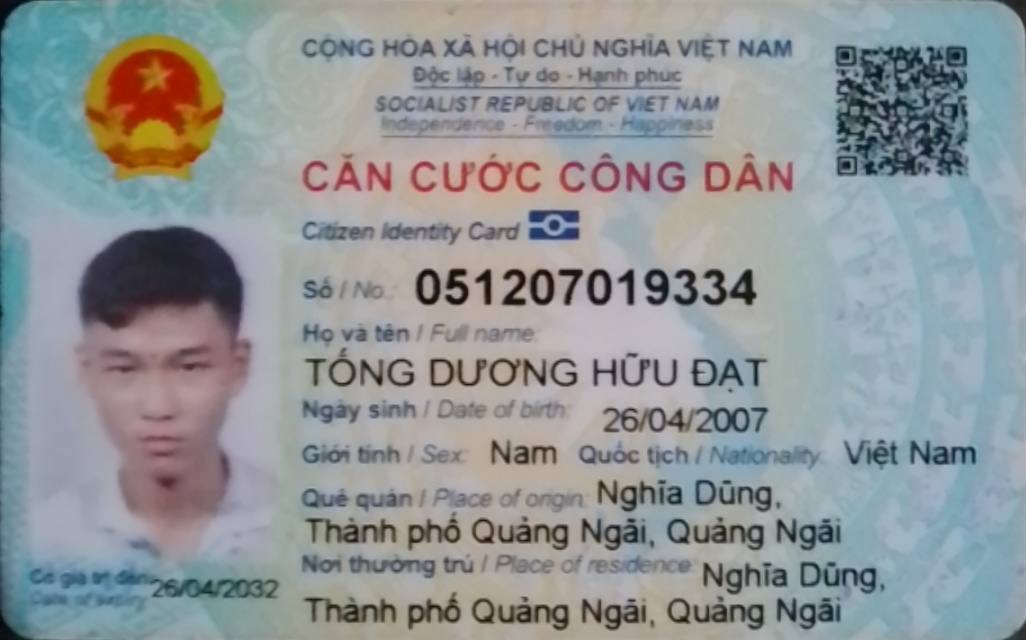 CỘNG HÒA XÃ HỘI CHỦ NGHĨA VIỆT NAM
Độc lập - Tự do - Hạnh phúc
SOCIALIST REPUBLIC OF VIET NAM
Independence - Freedom - Happiness
CĂN CƯỚC CÔNG DÂN
Citizen Identity Card
Số / No.: 051207019334
Họ và tên / Full name:
TỐNG DƯƠNG HỮU ĐẠT
Ngày sinh / Date of birth: 26/04/2007
Giới tính / Sex: Nam Quốc tịch / Nationality: Việt Nam
Quê quán / Place of origin: Nghĩa Dũng,
Thành phố Quảng Ngãi, Quảng Ngãi
Nơi thường trú / Place of residence: Nghĩa Dũng,
Thành phố Quảng Ngãi, Quảng Ngãi
Có giá trị đến: 26/04/2032
Date of expiry